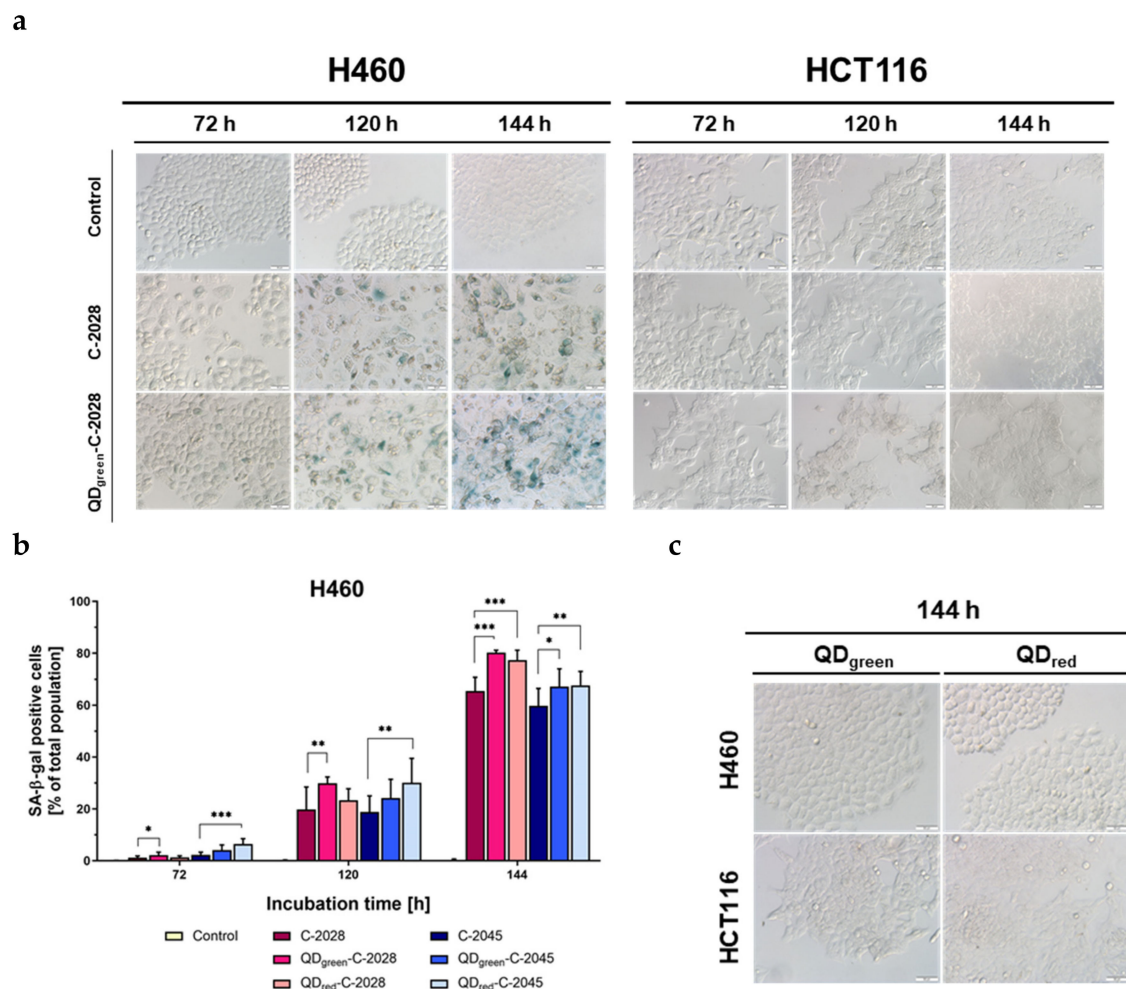 a
H460
HCT116
72 h 120 h 144 h 72 h 120 h 144 h
Control
C-2028
QDgreen-C-2028
b
c
H460
SA-β-gal positive cells
[% of total population]
100
80
60
40
20
0
* *** ** ** *** *** * **
72 120 144
Incubation time [h]
Control C-2028 C-2045
QDgreen-C-2028 QDgreen-C-2045
QDred-C-2028 QDred-C-2045
144 h
QDgreen QDred
H460
HCT116